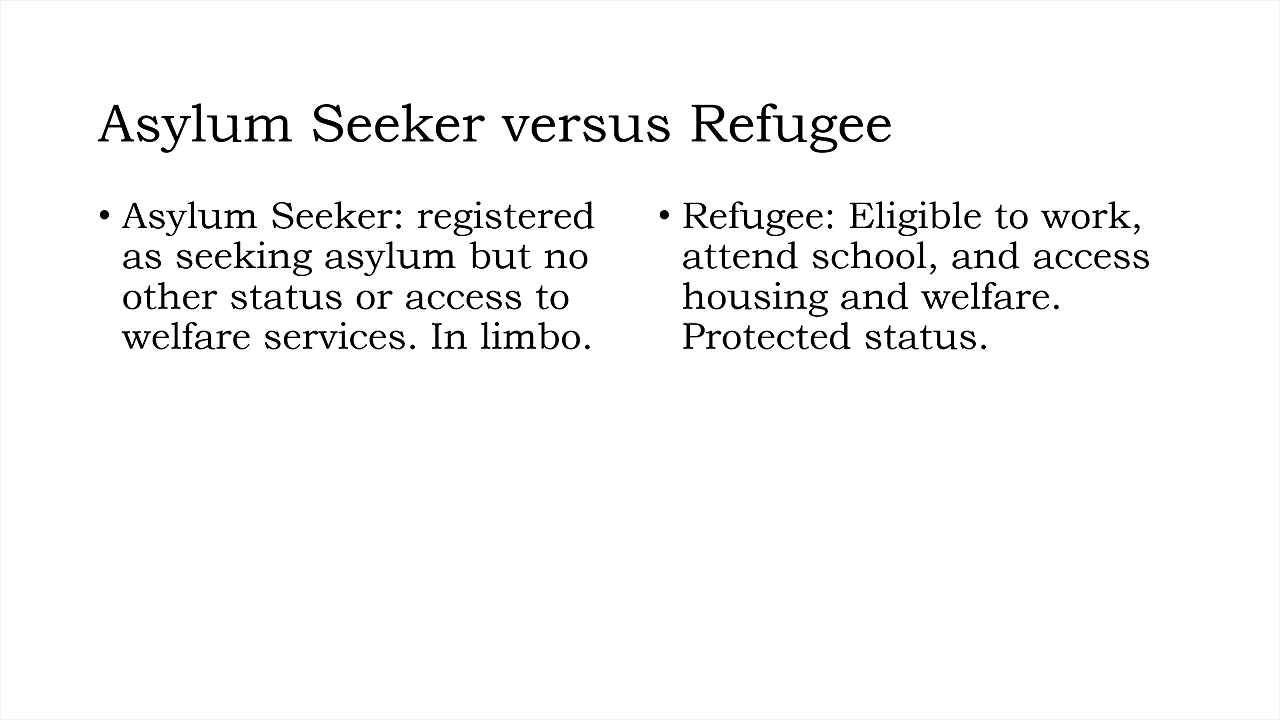 Asylum Seeker versus Refugee
• Asylum Seeker: registered
as seeking asylum but no
other status or access to
welfare services. In limbo.
• Refugee: Eligible to work,
attend school, and access
housing and welfare.
Protected status.